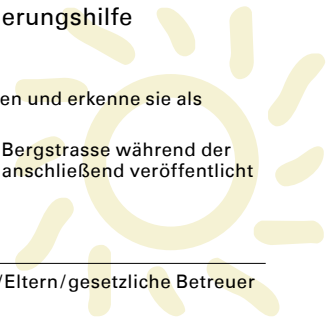 erungshilfe
en und erkenne sie als
Bergstrasse während der
anschließend veröffentlicht
/Eltern/gesetzliche Betreuer